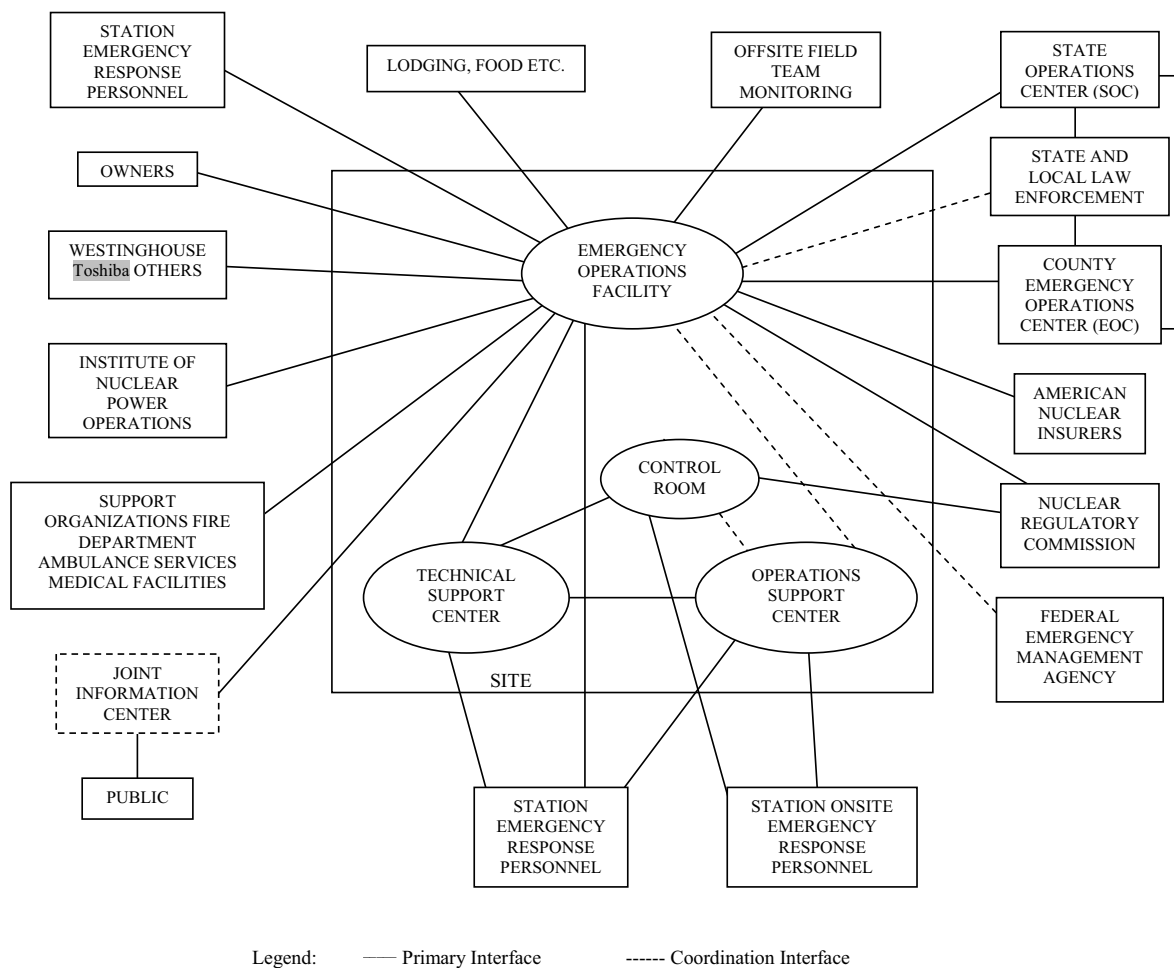 STATION
EMERGENCY
RESPONSE
PERSONNEL
LODGING, FOOD ETC.
OFFSITE FIELD
TEAM
MONITORING
STATE
OPERATIONS
CENTER (SOC)
OWNERS
STATE AND
LOCAL LAW
ENFORCEMENT
WESTINGHOUSE
Toshiba OTHERS
EMERGENCY
OPERATIONS
FACILITY
COUNTY
EMERGENCY
OPERATIONS
CENTER (EOC)
INSTITUTE OF
NUCLEAR
POWER
OPERATIONS
AMERICAN
NUCLEAR
INSURERS
CONTROL
ROOM
SUPPORT
ORGANIZATIONS FIRE
DEPARTMENT
AMBULANCE SERVICES
MEDICAL FACILITIES
NUCLEAR
REGULATORY
COMMISSION
TECHNICAL
SUPPORT
CENTER
OPERATIONS
SUPPORT
CENTER
FEDERAL
EMERGENCY
MANAGEMENT
AGENCY
JOINT
INFORMATION
CENTER
SITE
PUBLIC
STATION
EMERGENCY
RESPONSE
PERSONNEL
STATION ONSITE
EMERGENCY
RESPONSE
PERSONNEL
Legend: —— Primary Interface ------ Coordination Interface